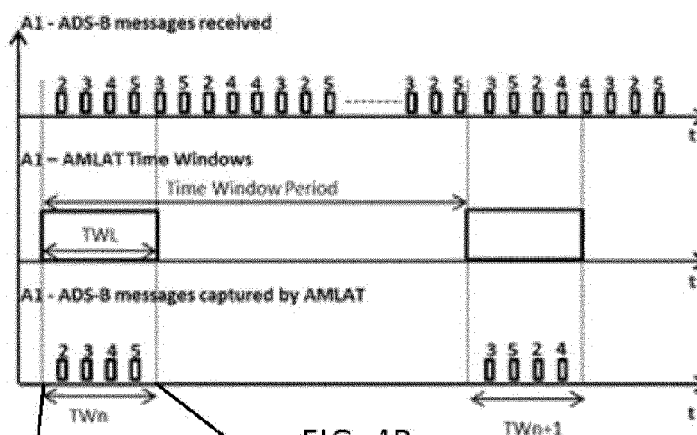 A1 - ADS-B messages received
2 3 4 5 3 5 2 4 4 3 2 5 3 2 5 3 5 2 4 4 3 2 5
t
A1 – AMLAT Time Windows
Time Window Period
TWL
t
A1 - ADS-B messages captured by AMLAT
2 3 4 5 3 5 2 4
t
TWn TWn+1